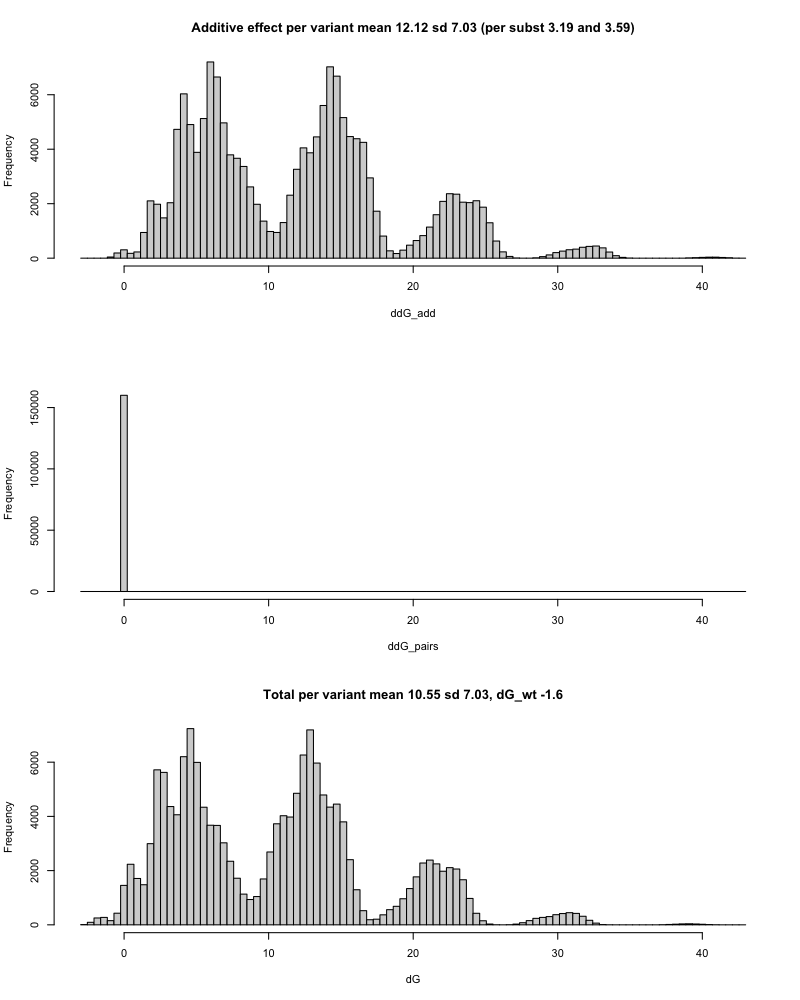 Additive effect per variant mean 12.12 sd 7.03 (per subst 3.19 and 3.59)
Frequency
6000
4000
2000
0
0 10 20 30 40
ddG_add
Frequency
150000
100000
50000
0
0 10 20 30 40
ddG_pairs
Total per variant mean 10.55 sd 7.03, dG_wt -1.6
Frequency
6000
4000
2000
0
0 10 20 30 40
dG